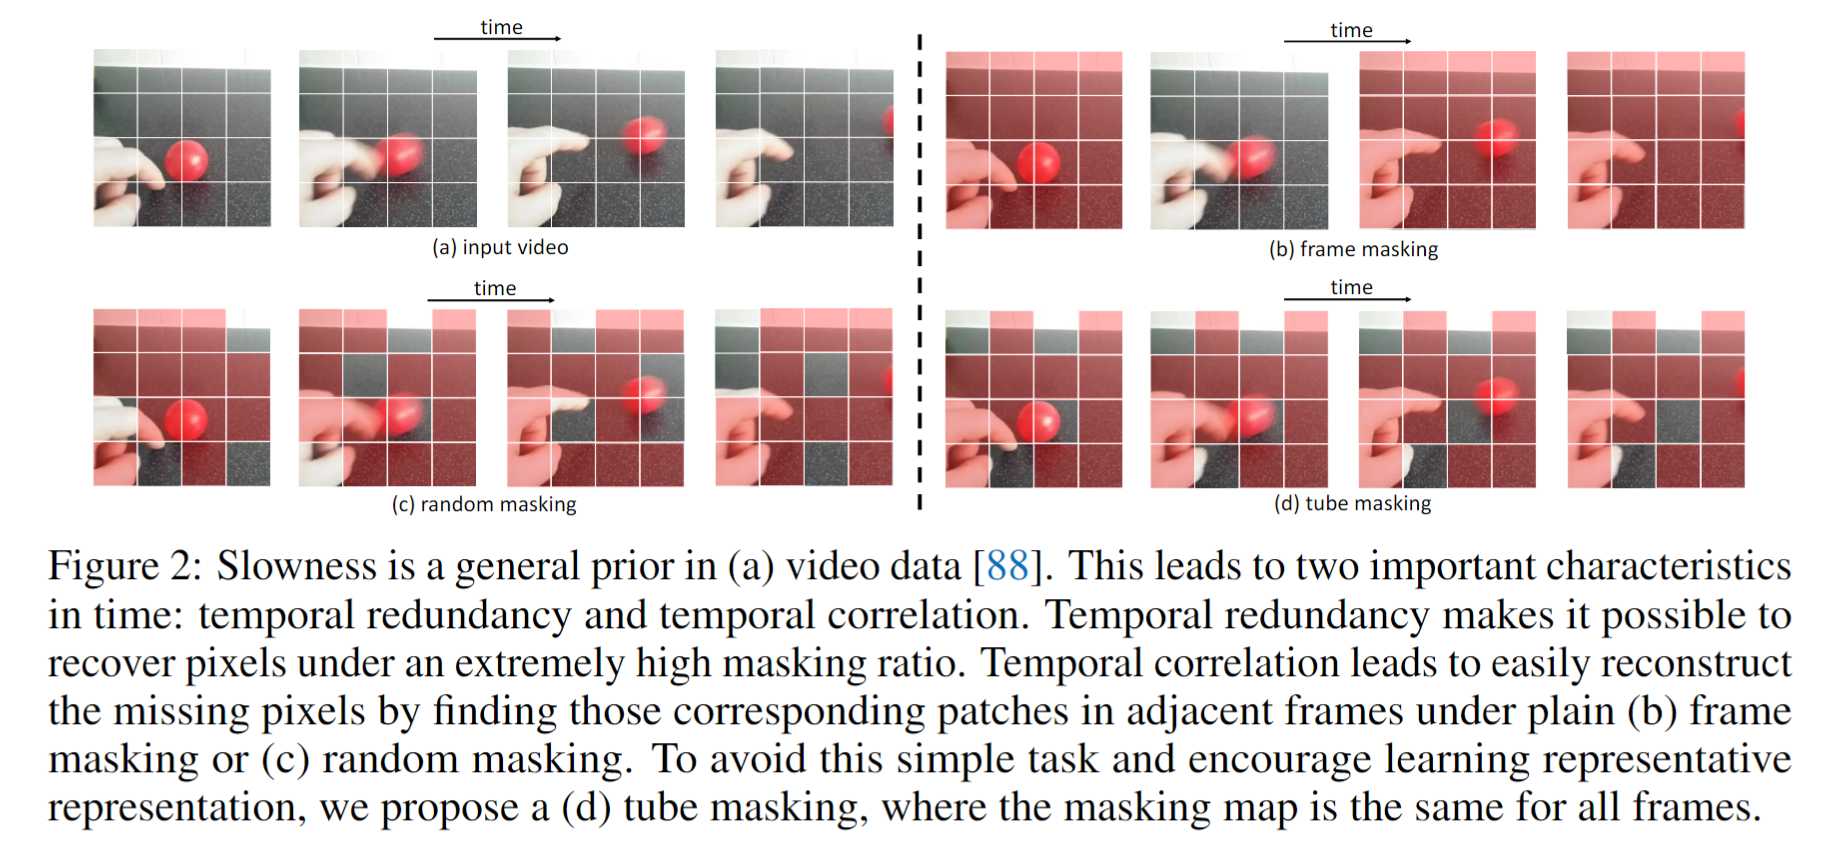 time
time
(a) input video
(b) frame masking
time
time
(c) random masking
(d) tube masking
Figure 2: Slowness is a general prior in (a) video data [88]. This leads to two important characteristics
in time: temporal redundancy and temporal correlation. Temporal redundancy makes it possible to
recover pixels under an extremely high masking ratio. Temporal correlation leads to easily reconstruct
the missing pixels by finding those corresponding patches in adjacent frames under plain (b) frame
masking or (c) random masking. To avoid this simple task and encourage learning representative
representation, we propose a (d) tube masking, where the masking map is the same for all frames.